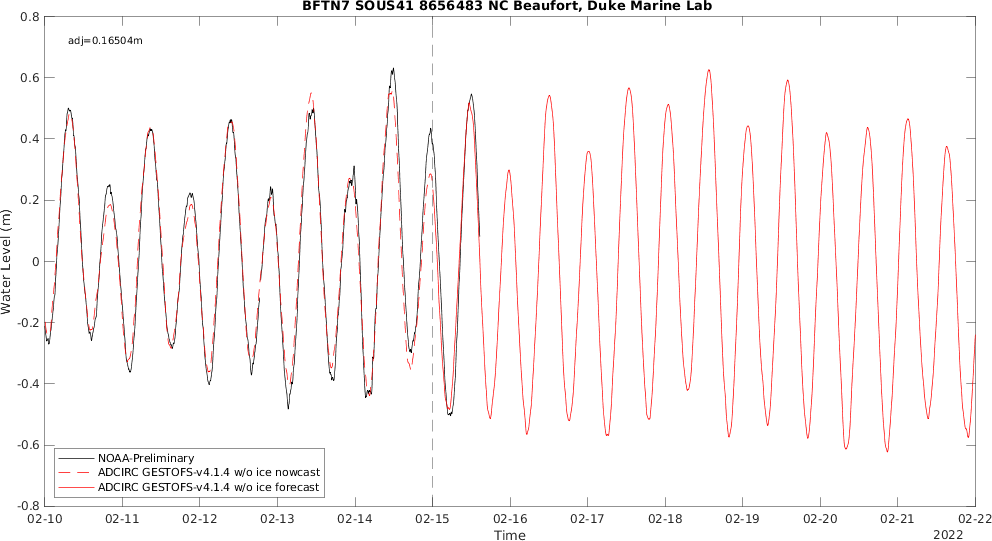 BFTN7 SOUS41 8656483 NC Beaufort, Duke Marine Lab
adj=0.16504m
0.8
0.6
0.4
0.2
0
-0.2
-0.4
-0.6
-0.8
Water Level (m)
NOAA-Preliminary
ADCIRC GESTOFS-v4.1.4 w/o ice nowcast
ADCIRC GESTOFS-v4.1.4 w/o ice forecast
02-10 02-11 02-12 02-13 02-14 02-15 02-16 02-17 02-18 02-19 02-20 02-21 02-22
Time
2022